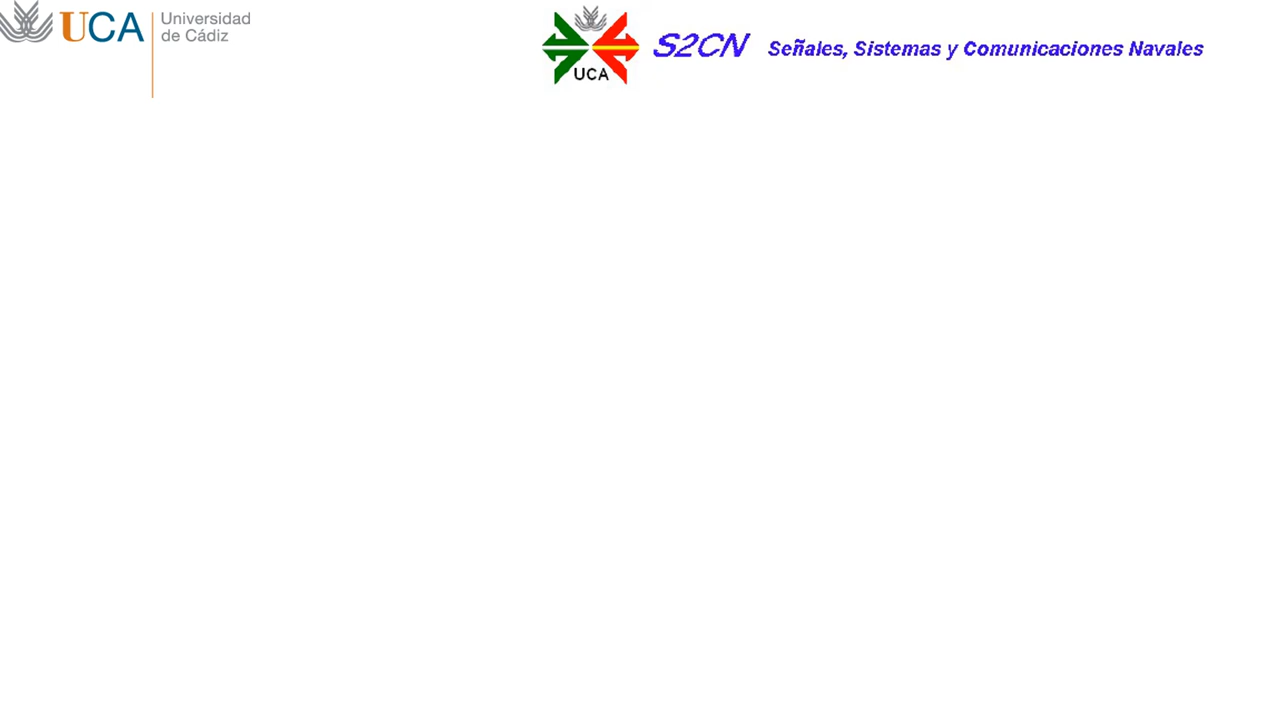 UCA Universidad
de Cádiz
UCA
S2CN Señales, Sistemas y Comunicaciones Navales